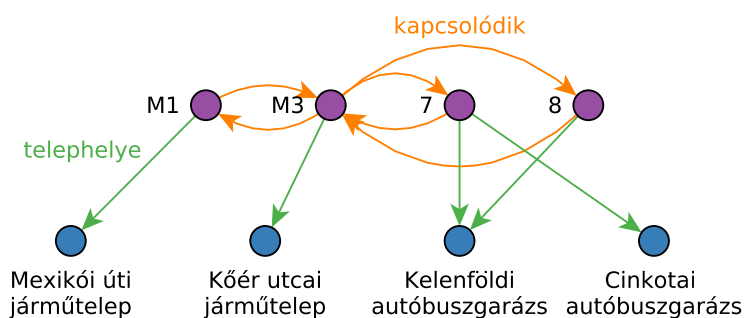 kapcsolódik
M1
M3
7
8
telephelye
Mexikói úti
járműtelep
Kőér utcai
járműtelep
Kelenföldi
autóbuszgarázs
Cinkotai
autóbuszgarázs